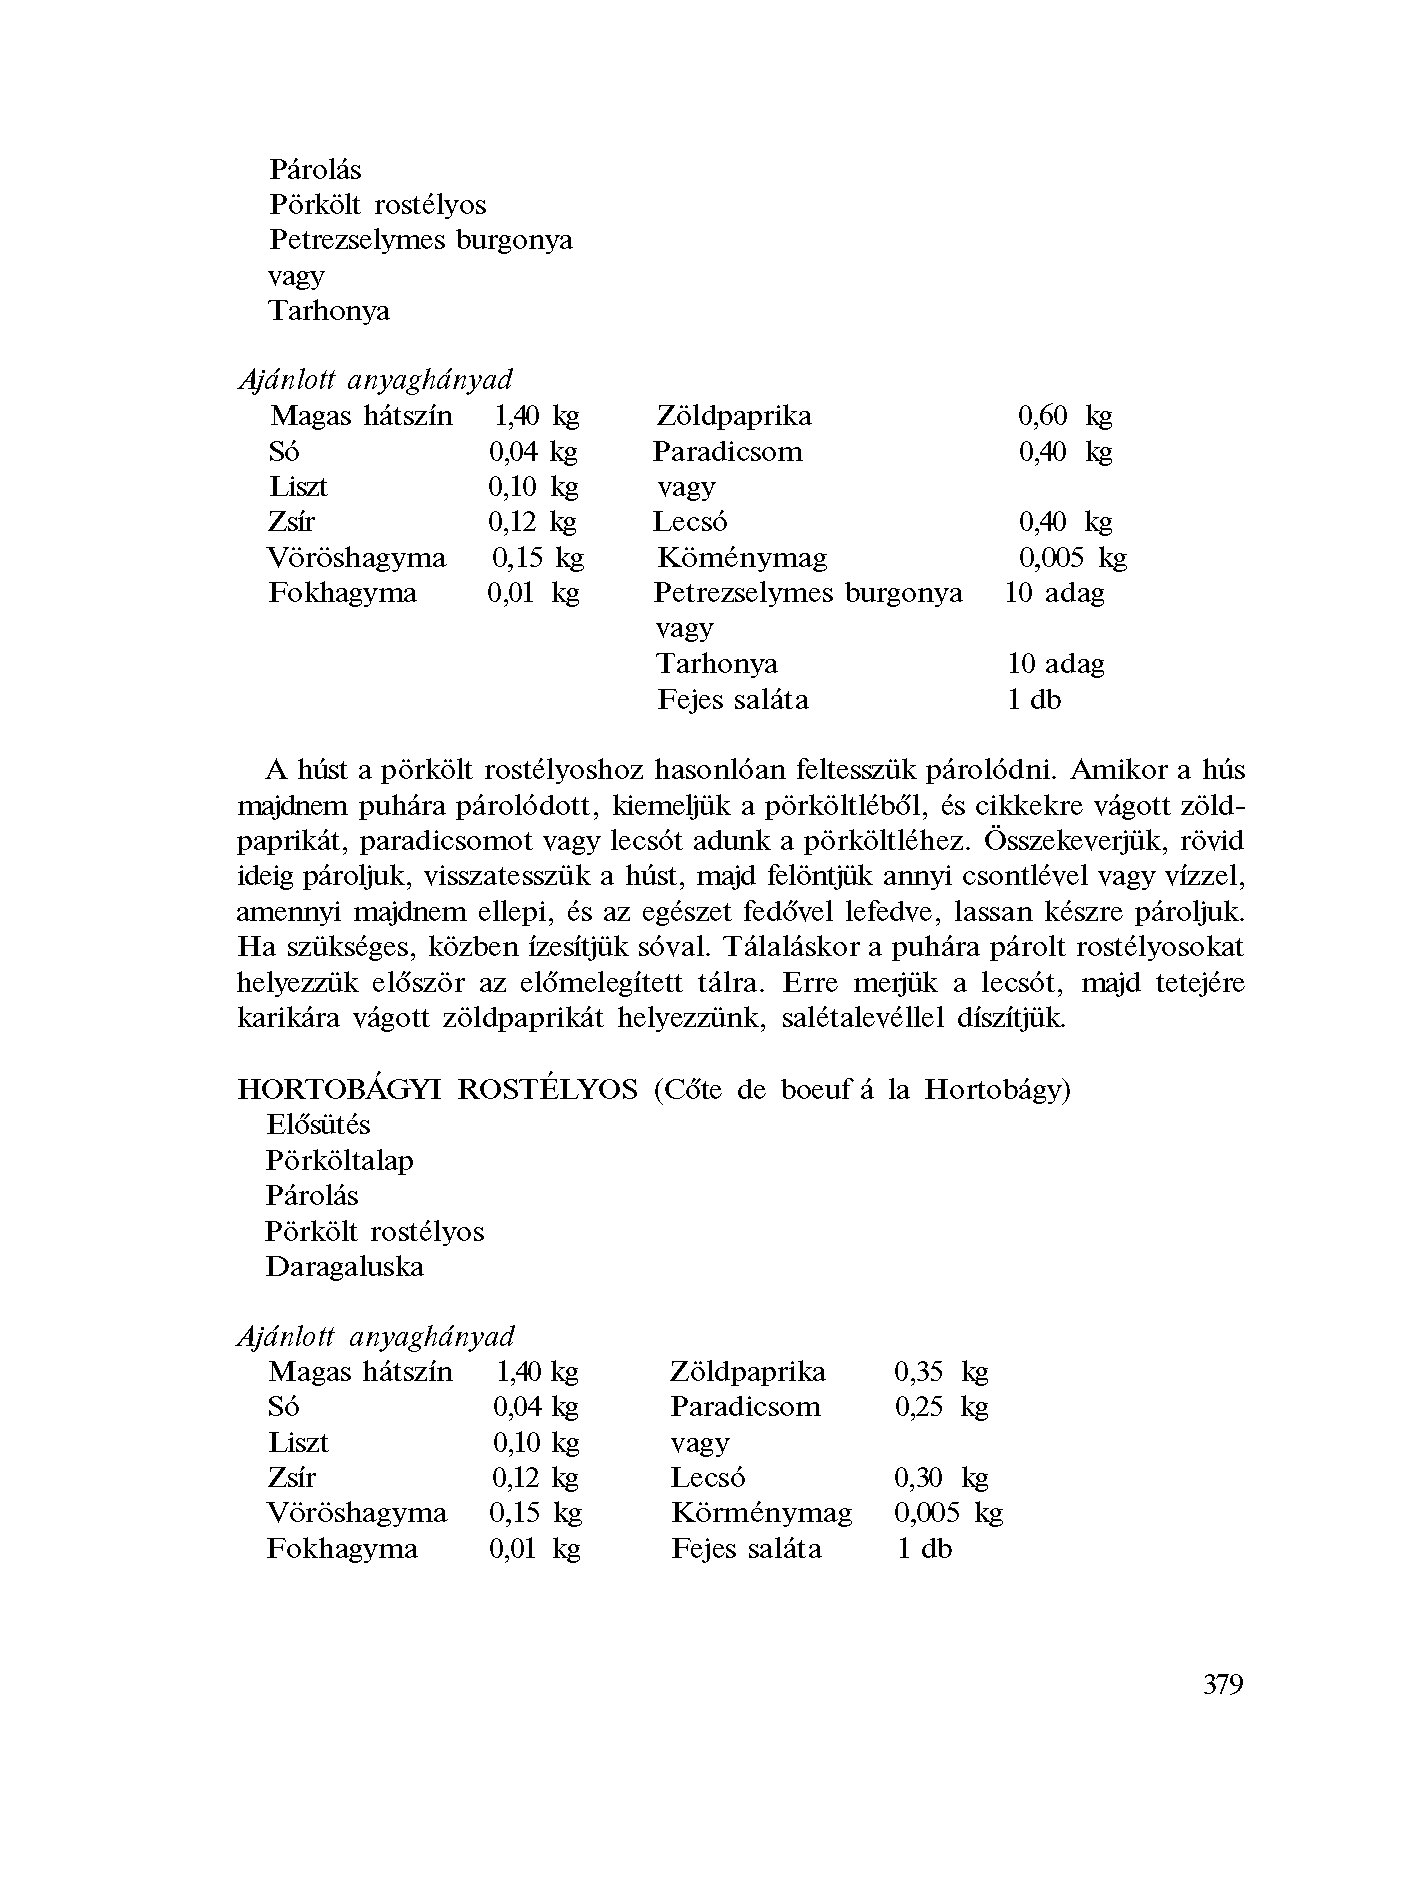 Párolás
Pörkölt rostélyos
Petrezselymes burgonya
vagy
Tarhonya
Ajánlott anyaghányad
Magas hátszín 1,40 kg Zöldpaprika 0,60 kg
Só 0,04 kg Paradicsom 0,40 kg
Liszt 0,10 kg vagy
Zsír 0,12 kg Lecsó 0,40 kg
Vöröshagyma 0,15 kg Köménymag 0,005 kg
Fokhagyma 0,01 kg Petrezselymes burgonya 10 adag
vagy
Tarhonya 10 adag
Fejes saláta 1 db
A húst a pörkölt rostélyoshoz hasonlóan feltesszük párolódni. Amikor a hús
majdnem puhára párolódott, kiemeljük a pörköltléből, és cikkekre vágott zöld-
paprikát, paradicsomot vagy lecsót adunk a pörköltléhez. Összekeverjük, rövid
ideig pároljuk, visszatesszük a húst, majd felöntjük annyi csontlével vagy vízzel,
amennyi majdnem ellepi, és az egészet fedővel lefedve, lassan készre pároljuk.
Ha szükséges, közben ízesítjük sóval. Tálaláskor a puhára párolt rostélyosokat
helyezzük először az előmelegített tálra. Erre merjük a lecsót, majd tetejére
karikára vágott zöldpaprikát helyezzünk, salétalevéllel díszítjük.
HORTOBÁGYI ROSTÉLYOS (Cőte de boeuf á la Hortobágy)
Elősütés
Pörköltalap
Párolás
Pörkölt rostélyos
Daragaluska
Ajánlott anyaghányad
Magas hátszín 1,40 kg Zöldpaprika 0,35 kg
Só 0,04 kg Paradicsom 0,25 kg
Liszt 0,10 kg vagy
Zsír 0,12 kg Lecsó 0,30 kg
Vöröshagyma 0,15 kg Körménymag 0,005 kg
Fokhagyma 0,01 kg Fejes saláta 1 db
379